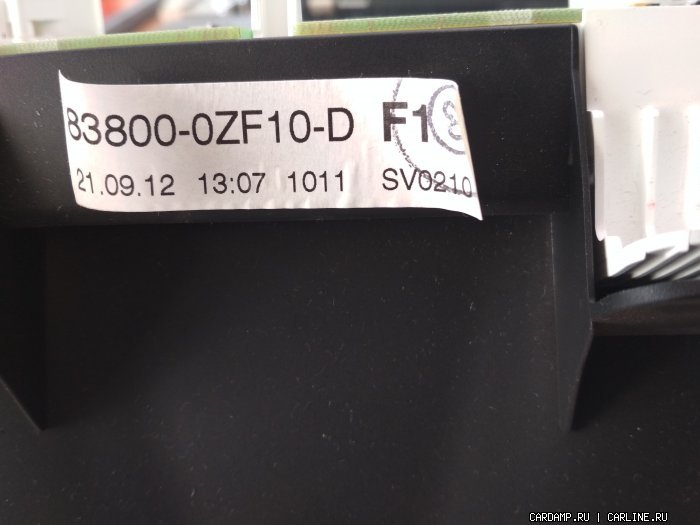 83800-0ZF10-D F1
21.09.12 13:07 1011 SV0210
CARDAMP.RU | CARLINE.RU